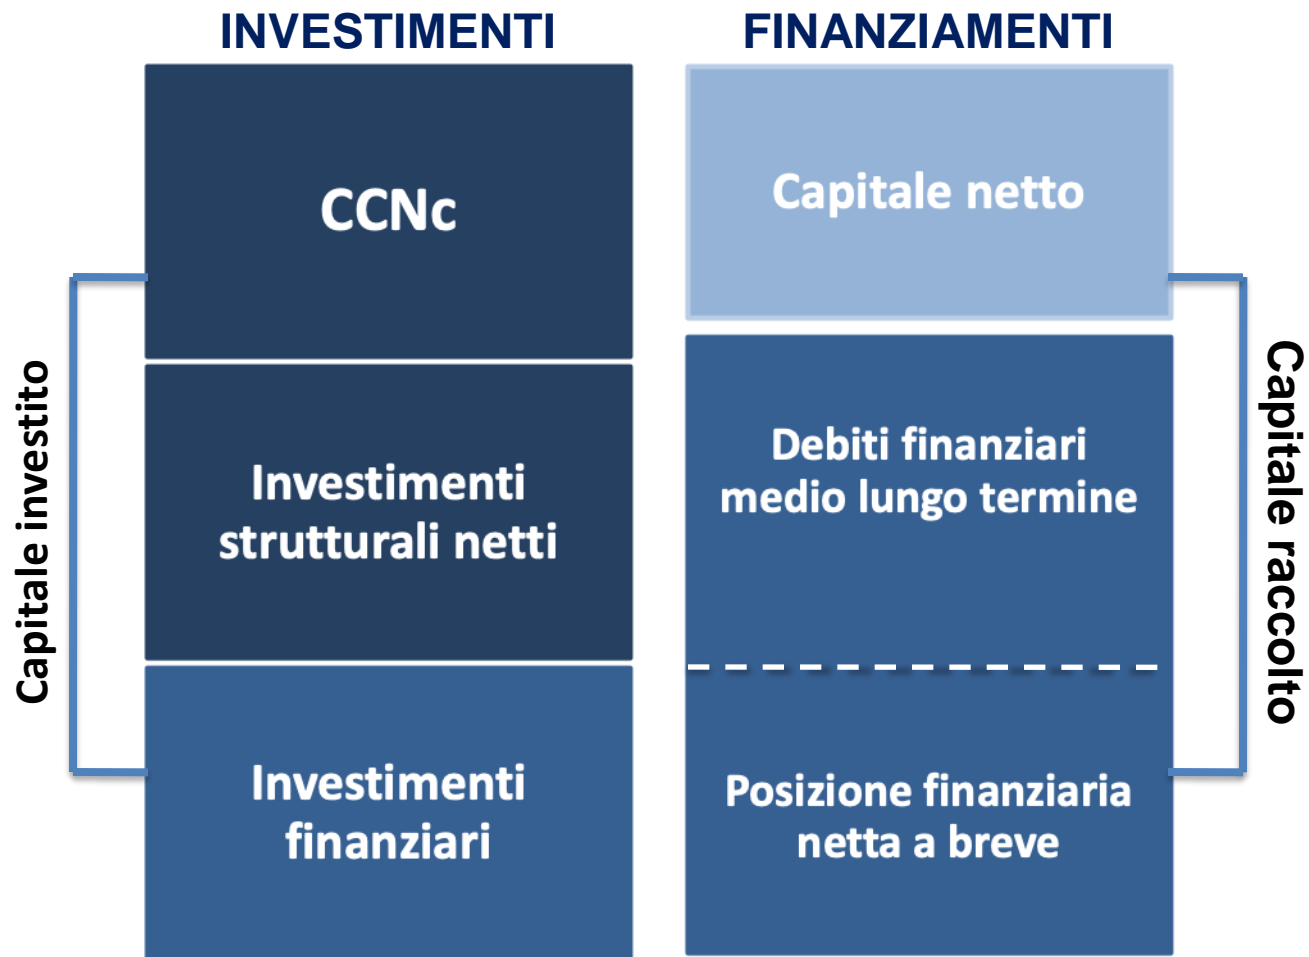 INVESTIMENTI
FINANZIAMENTI
CCNc
Capitale netto
Capitale investito
Investimenti
strutturali netti
Debiti finanziari
medio lungo termine
Capitale raccolto
Investimenti
finanziari
Posizione finanziaria
netta a breve